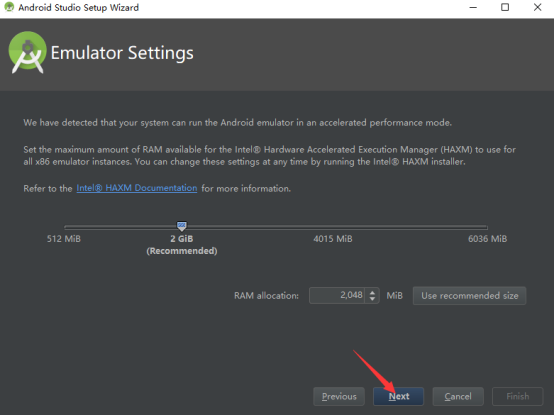 Android Studio Setup Wizard
Emulator Settings
We have detected that your system can run the Android emulator in an accelerated performance mode.
Set the maximum amount of RAM available for the Intel® Hardware Accelerated Execution Manager (HAXM) to use for
all x86 emulator instances. You can change these settings at any time by running the Intel® HAXM installer.
Refer to the Intel® HAXM Documentation for more information.
512 MiB 2 GiB 4015 MiB 6036 MiB
(Recommended)
RAM allocation: 2,048 MiB Use recommended size
Previous Next Cancel Finish